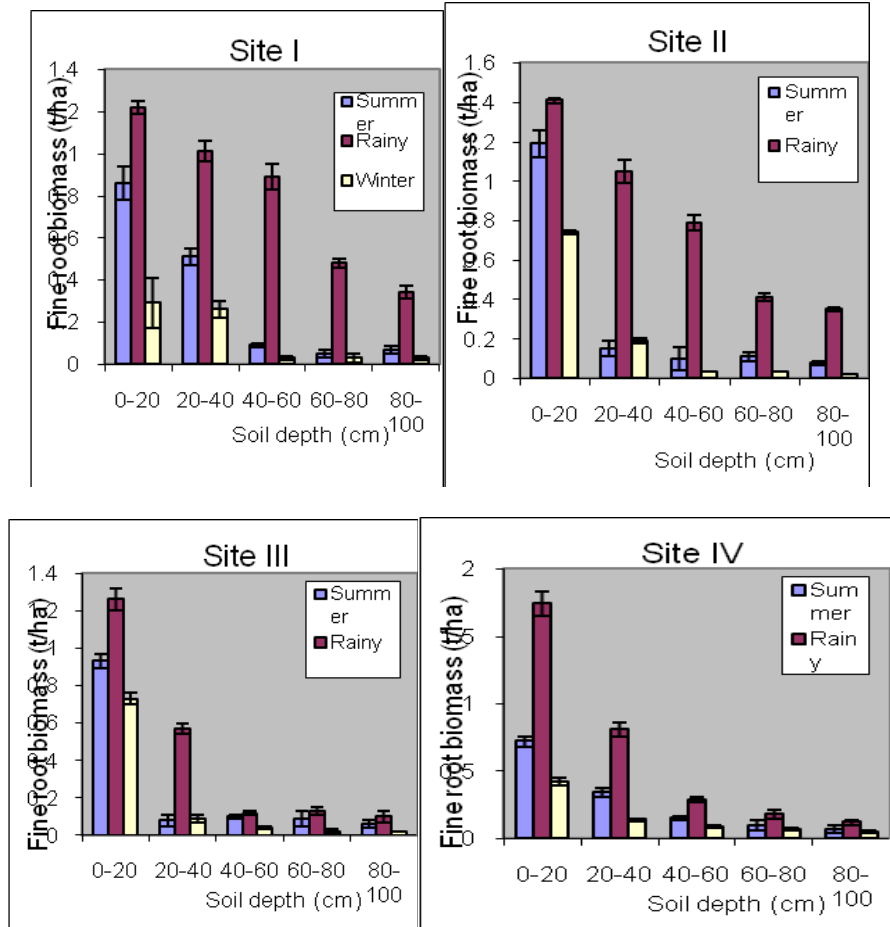 Site I
Fine root biomass (t/ha)
1.4
1.2
1
0.8
0.6
0.4
0.2
0
Summ
er
Rainy
Winter
0-20
20-40
40-60
60-80
80-
100
Soil depth (cm)
Site II
Fine root biomass (t/ha)
1.6
1.4
1.2
1
0.8
0.6
0.4
0.2
0
Summ
er
Rainy
0-20
20-40
40-60
60-80
80-
100
Soil depth (cm)
Site III
Fine root biomass (t/ha)
1.4
1.2
1
0.8
0.6
0.4
0.2
0
Summ
er
Rainy
0-20
20-40
40-60
60-80
80-
100
Soil depth (cm)
Site IV
Fine root biomass (t/ha)
2
1.5
1
0.5
0
Sum
mer
Rain
y
0-20
20-40
40-60
60-80
80-
100
Soil depth (cm)